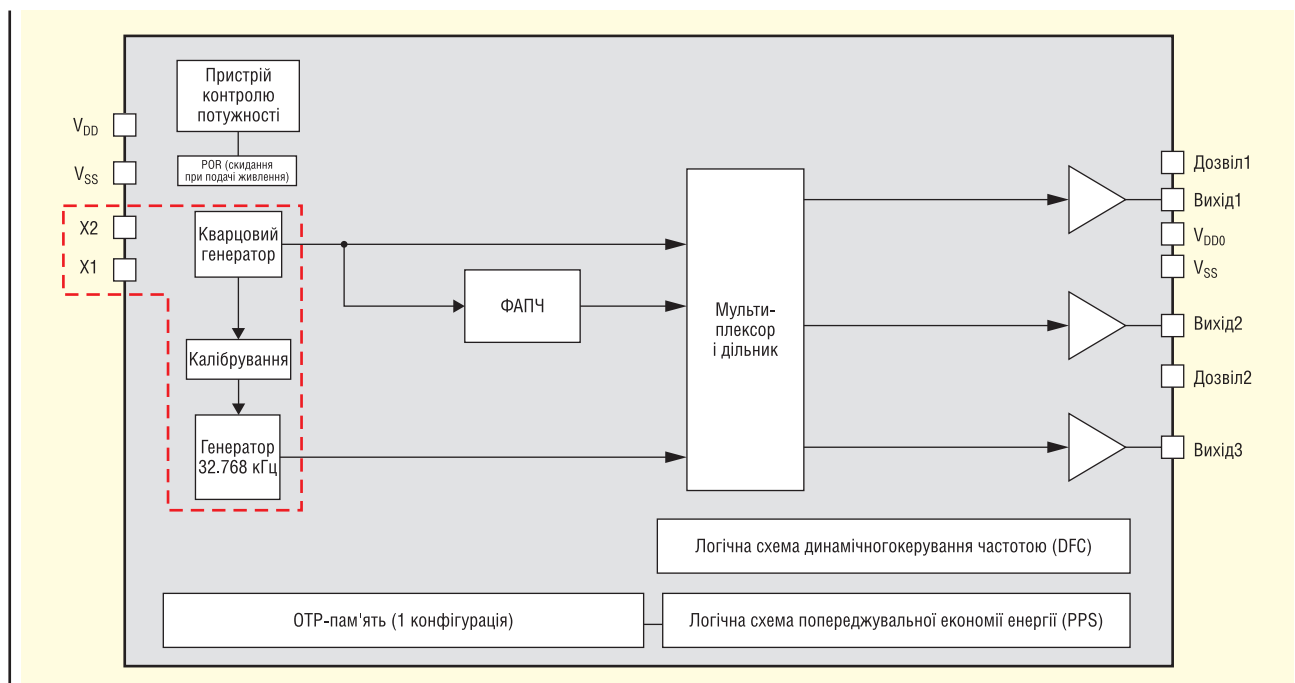 Пристрій
контролю
потужності
POR (скидання
при подачі живлення)
VDD
VSS
X2
X1
Кварцовий
генератор
Калібрування
Генератор
32.768 кГц
ФАПЧ
Мульти-
плексор
і дільник
Дозвіл1
Вихід1
VDD0
VSS
Вихід2
Дозвіл2
Вихід3
Логічна схема динамічногокерування частотою (DFC)
ОТР-пам'ять (1 конфігурація)
Логічна схема попереджувальної економії енергії (PPS)